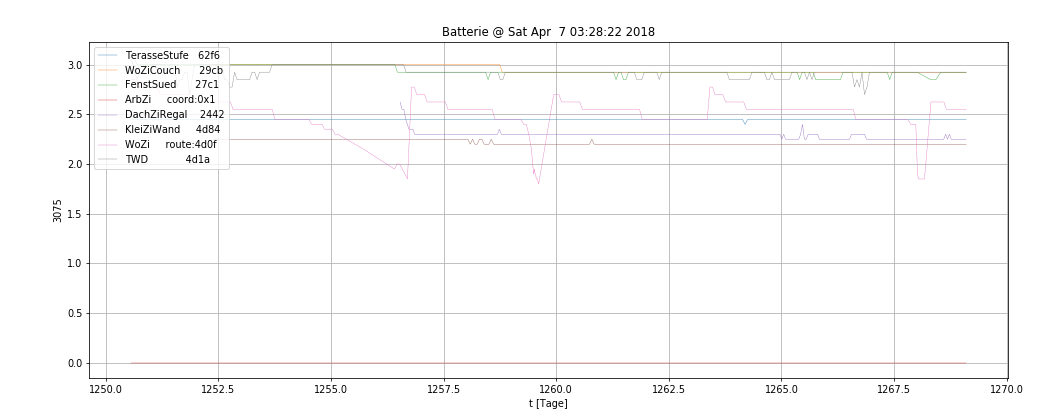 Batterie @ Sat Apr  7 03:28:22 2018
3.0
2.5
2.0
1.5
1.0
0.5
0.0
3075
TerasseStufe 62f6
WoZiCouch 29cb
FenstSued 27c1
ArbZi coord:0x1
DachZiRegal 2442
KleiZiWand 4d84
WoZi route:4d0f
TWD 4d1a
1250.0 1252.5 1255.0 1257.5 1260.0 1262.5 1265.0 1267.5 1270.0
t [Tage]